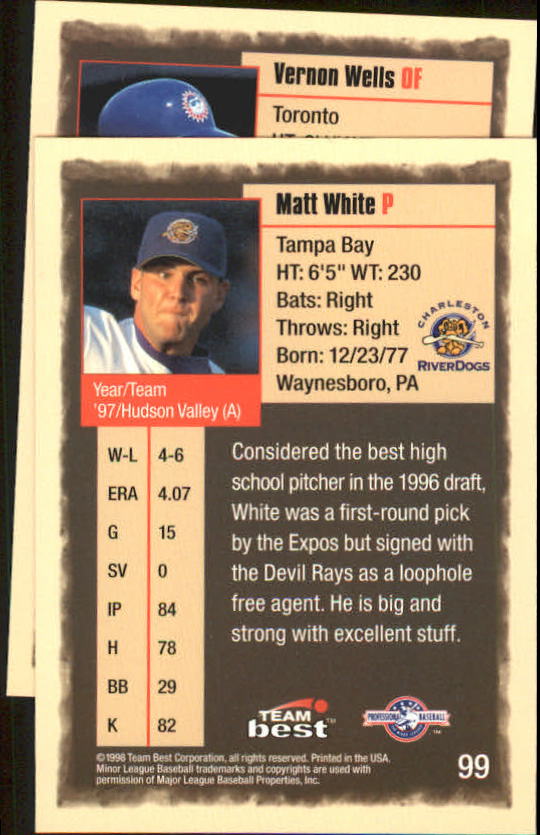 Vernon Wells OF
Toronto
Matt White P
Tampa Bay
HT: 6'5" WT: 230
Bats: Right
Throws: Right
Born: 12/23/77
Waynesboro, PA
CHARLESTON
RIVERDOGS
Year/Team
'97/Hudson Valley (A)
W-L 4-6
ERA 4.07
G 15
SV 0
IP 84
H 78
BB 29
K 82
Considered the best high
school pitcher in the 1996 draft,
White was a first-round pick
by the Expos but signed with
the Devil Rays as a loophole
free agent. He is big and
strong with excellent stuff.
TEAM
best™
PROFESSIONAL BASEBALL
™
©1998 Team Best Corporation, all rights reserved. Printed in the USA.
Minor League Baseball trademarks and copyrights are used with
permission of Major League Baseball Properties, Inc.
99